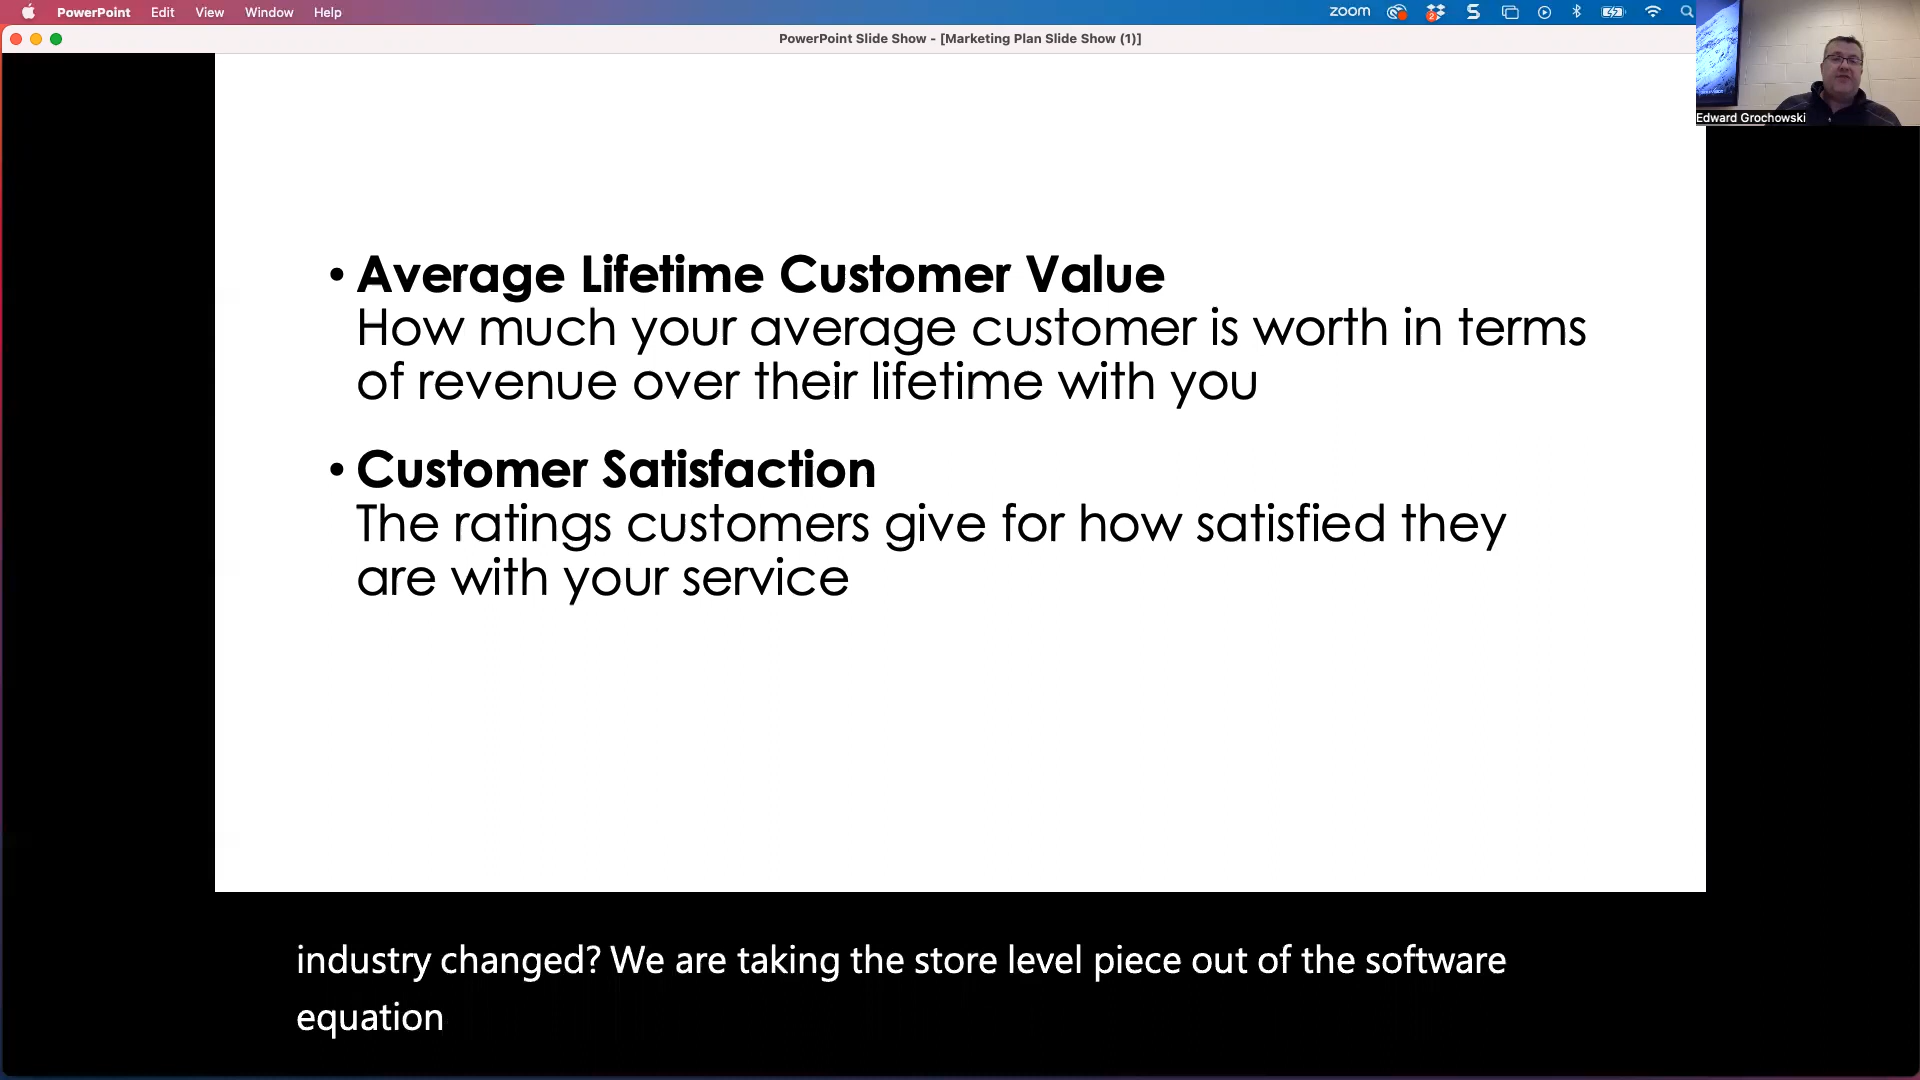 PowerPoint Edit View Window Help zoom 2
PowerPoint Slide Show - [Marketing Plan Slide Show (1)]
Edward Grochowski
• Average Lifetime Customer Value
How much your average customer is worth in terms
of revenue over their lifetime with you
• Customer Satisfaction
The ratings customers give for how satisfied they
are with your service
industry changed? We are taking the store level piece out of the software
equation